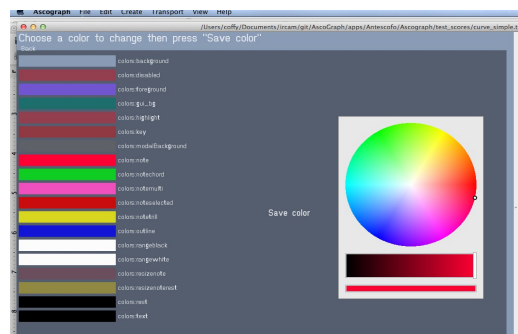 Ascograph File Edit Create Transport View Help
/Users/coffy/Documents/ircam/git/AscoGraph/apps/Antescofo/Ascograph/test_scores/curve_simple.t
Choose a color to change then press "Save color"
Back
colors:background
colors:disabled
colors:foreground
colors:gui_bg
colors:highlight
colors:key
colors:modalBackground
colors:note
colors:notechord
colors:notemulti
colors:noteselected
colors:notetrill
Save color
colors:outline
colors:rangeblack
colors:rangewhite
colors:resizenote
colors:resizenoterest
colors:rest
colors:text